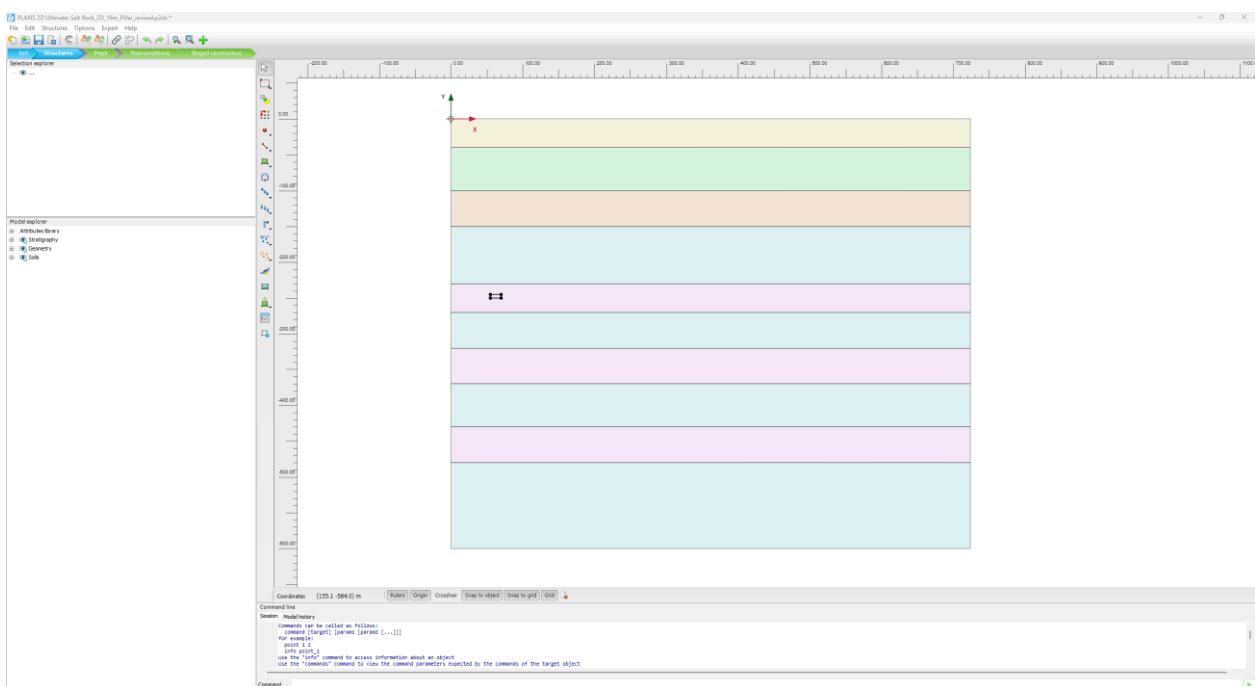 PLAXIS 2D Ultimate: Salt Rock_2D_16m_Pillar_revised.p2dx *
File Edit Structures Options Expert Help
Soil Structures Mesh Flow conditions Staged construction
Selection explorer
...
-200.00 -100.00 0.00 100.00 200.00 300.00 400.00 500.00 600.00 700.00 800.00 900.00 1000.00 1100.
Y
0.00
X
-100.00
Model explorer
Attributes library
Stratigraphy
Geometry
Soils
-200.00
-300.00
-400.00
-500.00
-600.00
Coordinates (155.1 -584.0) m Rulers Origin Crosshair Snap to object Snap to grid Grid
Command line
Session Model history
Commands can be called as follows:
command [target] [param1 [param2 [...]]]
For example:
point 1 2
info point_1
Use the "info" command to access information about an object
Use the "commands" command to view the command parameters expected by the commands of the target object
Command